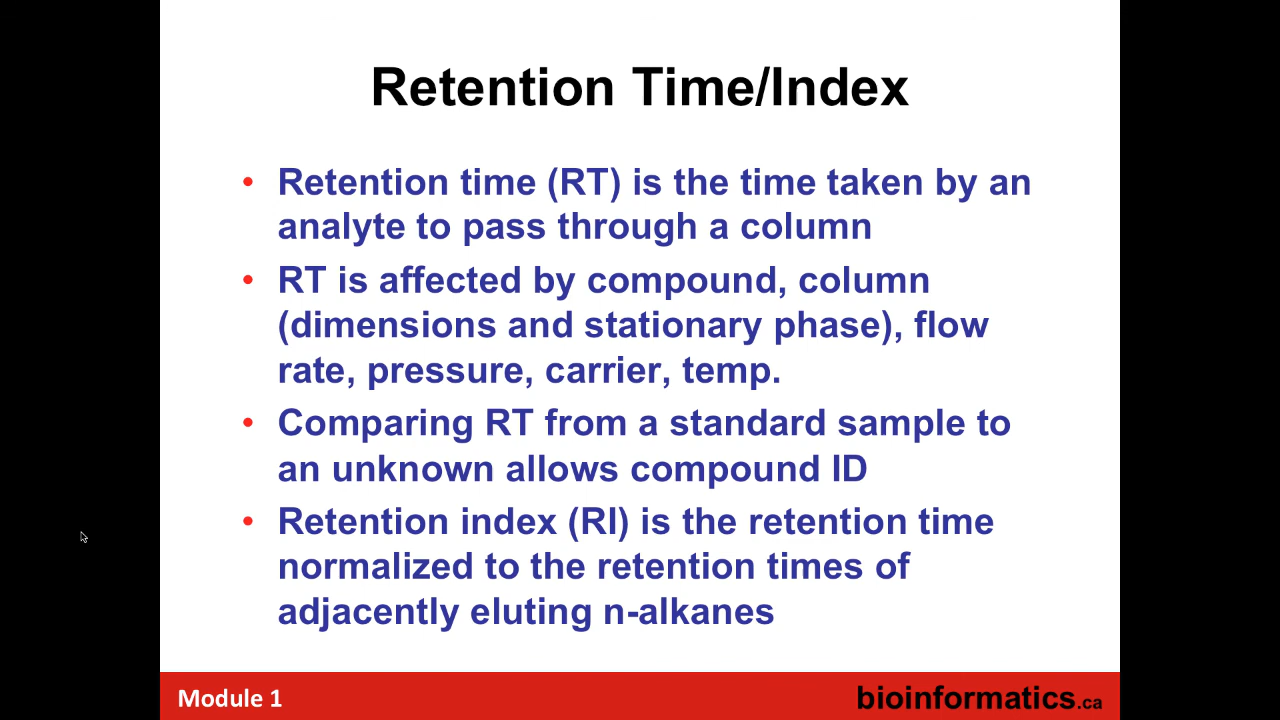 Retention Time/Index
• Retention time (RT) is the time taken by an
analyte to pass through a column
• RT is affected by compound, column
(dimensions and stationary phase), flow
rate, pressure, carrier, temp.
• Comparing RT from a standard sample to
an unknown allows compound ID
• Retention index (RI) is the retention time
normalized to the retention times of
adjacently eluting n-alkanes
Module 1
bioinformatics.ca